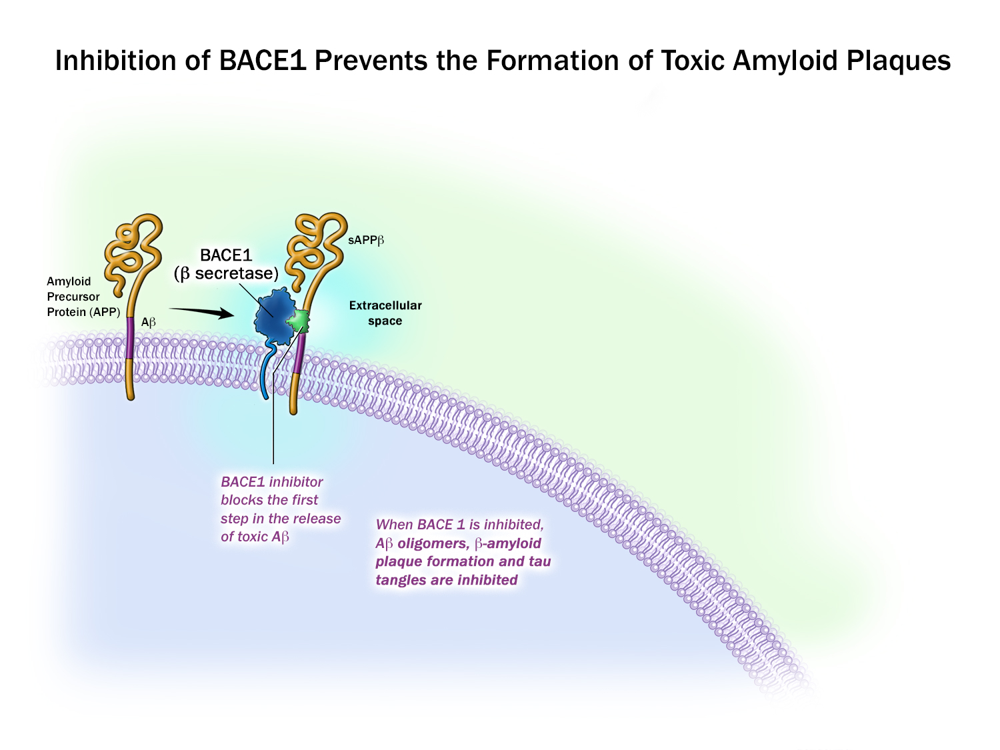 Inhibition of BACE1 Prevents the Formation of Toxic Amyloid Plaques
Amyloid
Precursor
Protein (APP)
Aβ
BACE1
(β secretase)
sAPPβ
Extracellular
space
BACE1 inhibitor
blocks the first
step in the release
of toxic Aβ
When BACE 1 is inhibited,
Aβ oligomers, β-amyloid
plaque formation and tau
tangles are inhibited